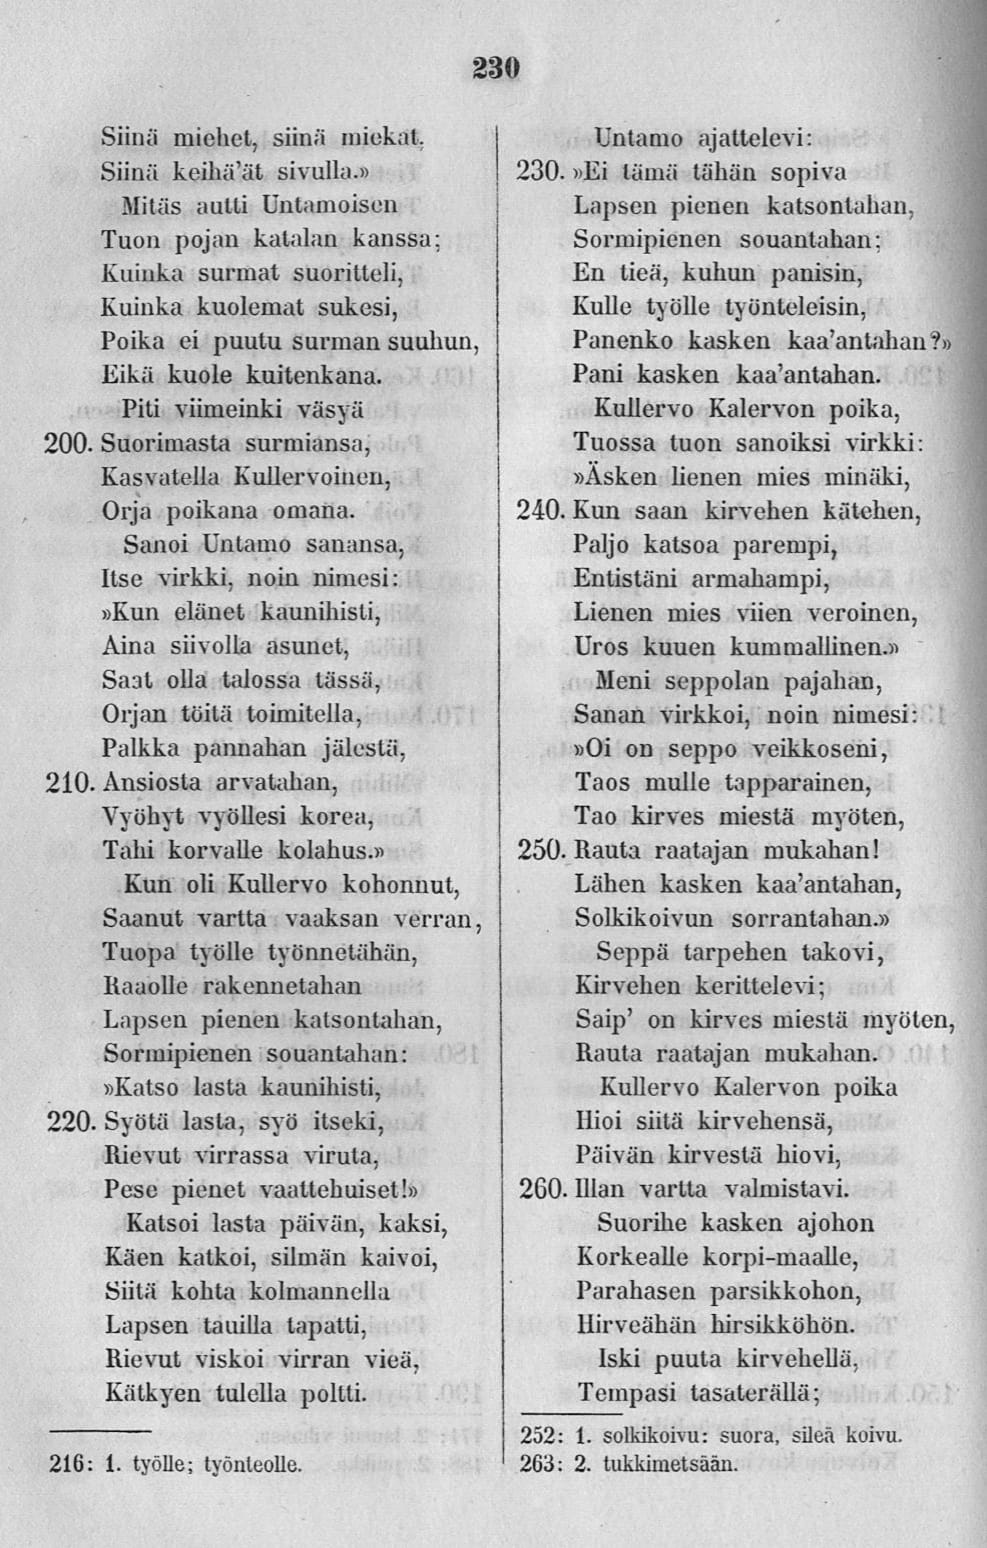 230
Siinä miehet, siinä miekat,
Siinä keihä'ät sivulla.»
Mitäs autti Untamoisen
Tuon pojan katalan kanssa;
Kuinka surmat suoritteli,
Kuinka kuolemat sukesi,
Poika ei puutu surman suuhun,
Eikä kuole kuitenkana.
Piti viimeinki väsyä
200. Suorimasta surmiansa,
Kasvatella Kullervoinen,
Orja poikana omana.
Sanoi Untamo sanansa,
Itse virkki, noin nimesi:
»Kun elänet kaunihisti,
Aina siivolla asunet,
Saat olla talossa tässä,
Orjan töitä toimitella,
Palkka pannahan jälestä,
210. Ansiosta arvatahan,
Vyöhyt vyöllesi korea,
Tahi korvalle kolahus.»
Kun oli Kullervo kohonnut,
Saanut vartta vaaksan verran,
Tuopa työlle työnnetähän,
Raaolle rakennetahan
Lapsen pienen katsontahan,
Sormipienen souantahan:
»Katso lasta kaunihisti,
220. Syötä lasta, syö itseki,
Rievut virrassa viruta,
Pese pienet vaattehuiset!»
Katsoi lasta päivän, kaksi,
Käen katkoi, silmän kaivoi,
Siitä kohta kolmannella
Lapsen tauilla tapatti,
Rievut viskoi virran vieä,
Kätkyen tulella poltti.
216: 1. työlle; työnteolle.
Untamo ajattelevi:
230. »Ei tämä tähän sopiva
Lapsen pienen katsontahan,
Sormipienen souantahan;
En tieä, kuhun panisin,
Kulle työlle työnteleisin,
Panenko kasken kaa'antahan?»
Pani kasken kaa'antahan.
Kullervo Kalervon poika,
Tuossa tuon sanoiksi virkki:
»Äsken lienen mies minäki,
240. Kun saan kirvehen kätehen,
Paljo katsoa parempi,
Entistäni armahampi,
Lienen mies viien veroinen,
Uros kuuen kummallinen.»
Meni seppolan pajahan,
Sanan virkkoi, noin nimesi:
»Oi on seppo veikkoseni,
Taos mulle tapparainen,
Tao kirves miestä myöten,
250. Rauta raatajan mukahan!
Lähen kasken kaa'antahan,
Solkikoivun sorrantahan.»
Seppä tarpehen takovi,
Kirvehen kerittelevi;
Saip' on kirves miestä myöten,
Rauta raatajan mukahan.
Kullervo Kalervon poika
Hioi siitä kirvehensä,
Päivän kirvestä hiovi,
260. Illan vartta valmistavi.
Suorihe kasken ajohon
Korkealle korpi-maalle,
Parahasen parsikkohon,
Hirveähän hirsikköhön.
Iski puuta kirvehellä,
Tempasi tasaterällä;
252: 1. solkikoivu: suora, sileä koivu.
263: 2. tukkimetsään.